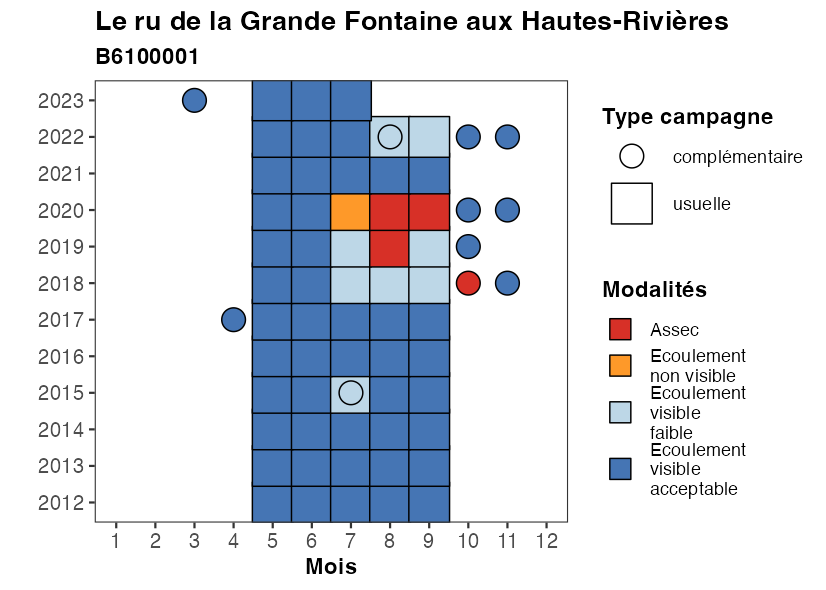 Le ru de la Grande Fontaine aux Hautes-Rivières
B6100001
2023
2022
2021
2020
2019
2018
2017
2016
2015
2014
2013
2012
1 2 3 4 5 6 7 8 9 10 11 12
Mois
Type campagne
complémentaire
usuelle
Modalités
Assec
Ecoulement
non visible
Ecoulement
visible
faible
Ecoulement
visible
acceptable